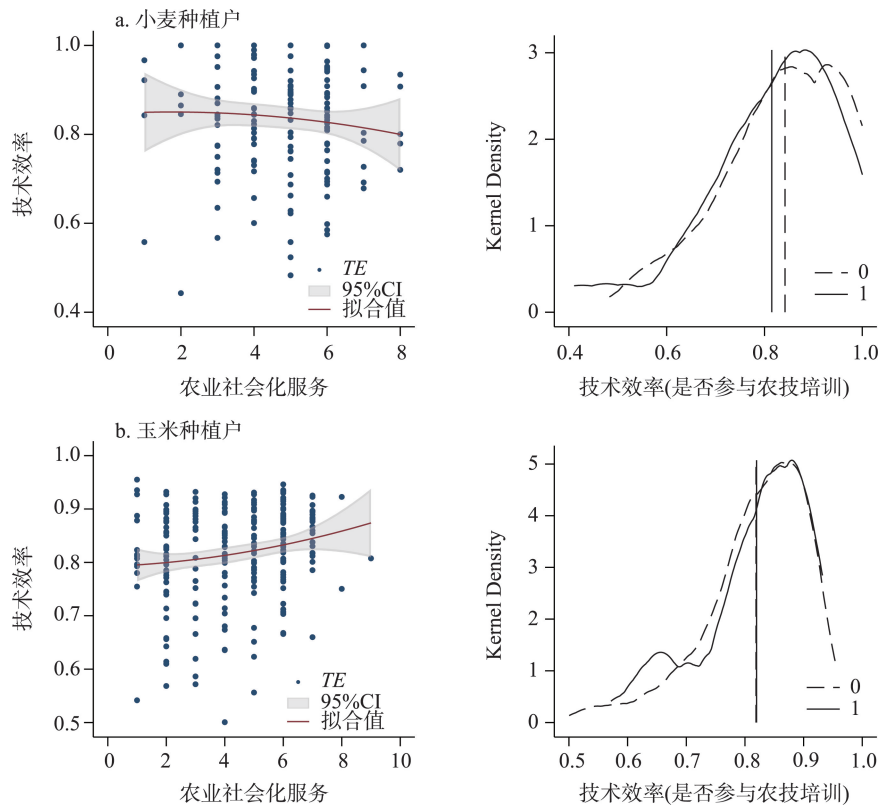 a. 小麦种植户
1.0
0.8
0.6
0.4
技术效率
TE
95%CI
拟合值
0 2 4 6 8
农业社会化服务
3
2
1
0
Kernel Density
0
1
0.4 0.6 0.8 1.0
技术效率(是否参与农技培训)
b. 玉米种植户
1.0
0.9
0.8
0.7
0.6
0.5
技术效率
TE
95%CI
拟合值
0 2 4 6 8 10
农业社会化服务
5
4
3
2
1
0
Kernel Density
0
1
0.5 0.6 0.7 0.8 0.9 1.0
技术效率(是否参与农技培训)